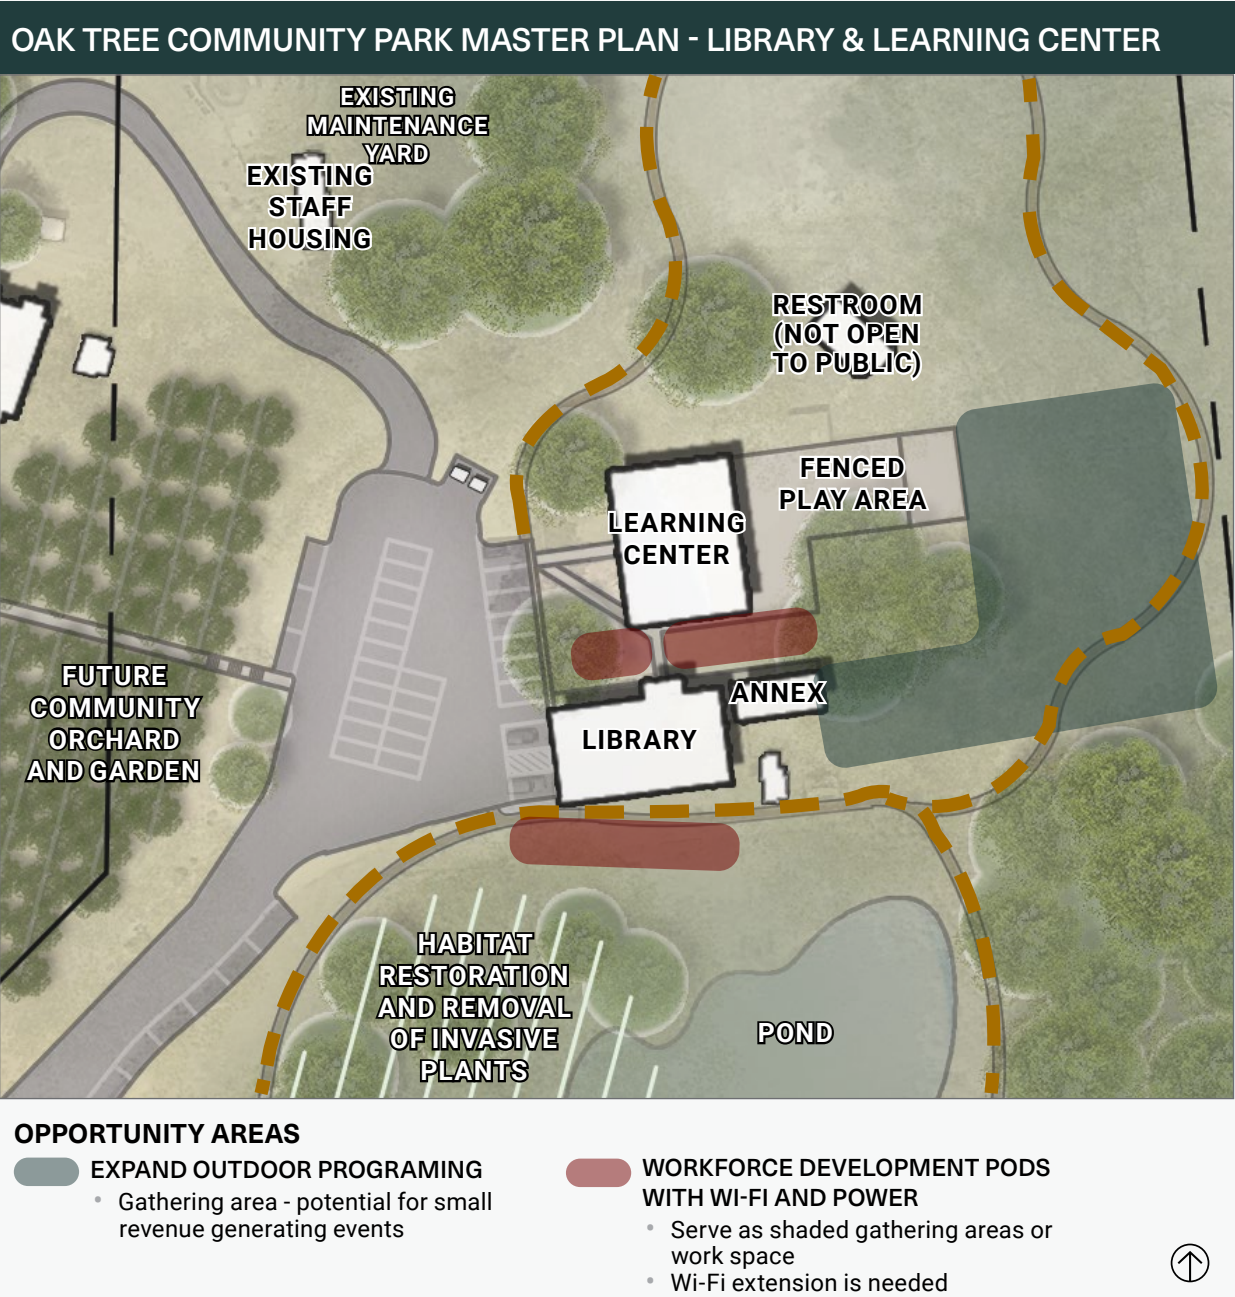 OAK TREE COMMUNITY PARK MASTER PLAN - LIBRARY & LEARNING CENTER
EXISTING
MAINTENANCE
YARD
EXISTING
STAFF
HOUSING
RESTROOM
(NOT OPEN
TO PUBLIC)
FENCED
PLAY AREA
LEARNING
CENTER
ANNEX
LIBRARY
FUTURE
COMMUNITY
ORCHARD
AND GARDEN
HABITAT
RESTORATION
AND REMOVAL
OF INVASIVE
PLANTS
POND
OPPORTUNITY AREAS
EXPAND OUTDOOR PROGRAMING
• Gathering area - potential for small
revenue generating events
WORKFORCE DEVELOPMENT PODS
WITH WI-FI AND POWER
• Serve as shaded gathering areas or
work space
• Wi-Fi extension is needed